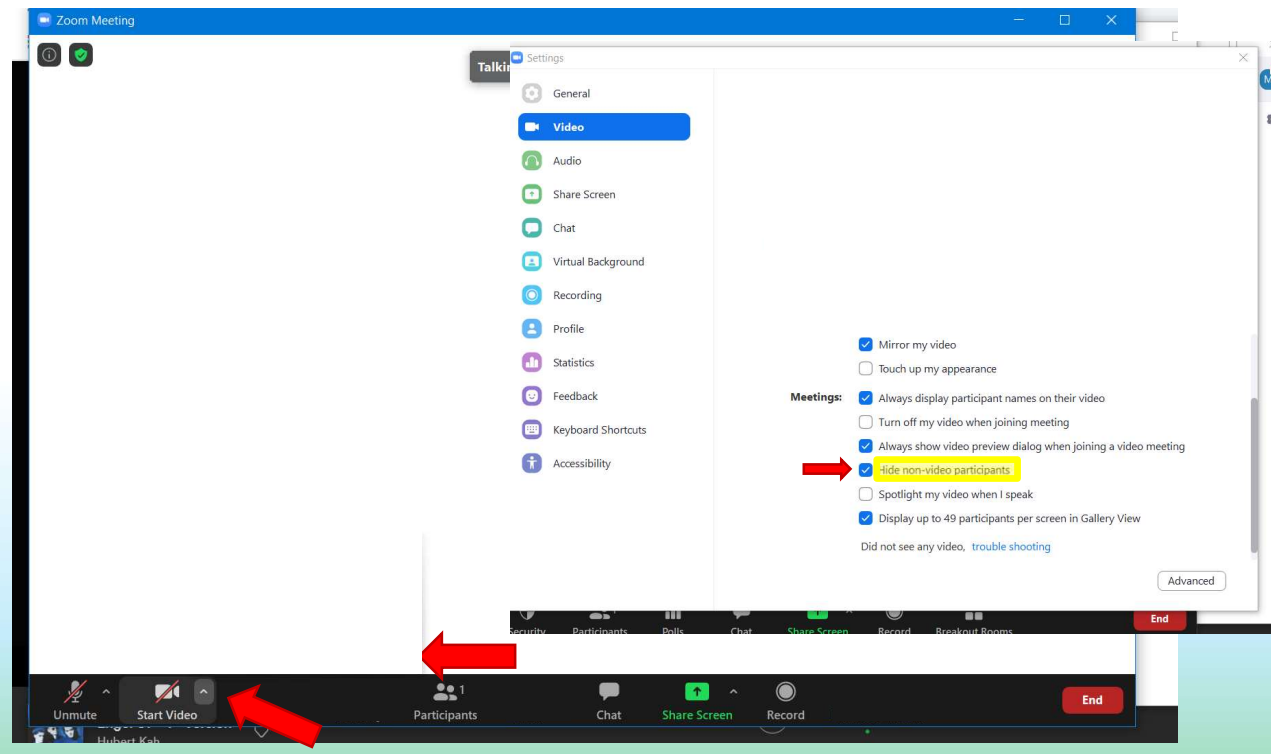 Zoom Meeting
Settings
General
Video
Audio
Share Screen
Chat
Virtual Background
Recording
Profile
Statistics
Feedback
Keyboard Shortcuts
Accessibility
Mirror my video
Touch up my appearance
Meetings:
Always display participant names on their video
Turn off my video when joining meeting
Always show video preview dialog when joining a video meeting
Hide non-video participants
Spotlight my video when I speak
Display up to 49 participants per screen in Gallery View
Did not see any video, trouble shooting
Advanced
Security Participants Polls Chat Share Screen Record Breakout Rooms End
1
Unmute Start Video Participants Chat Share Screen Record End
Hubert Kah